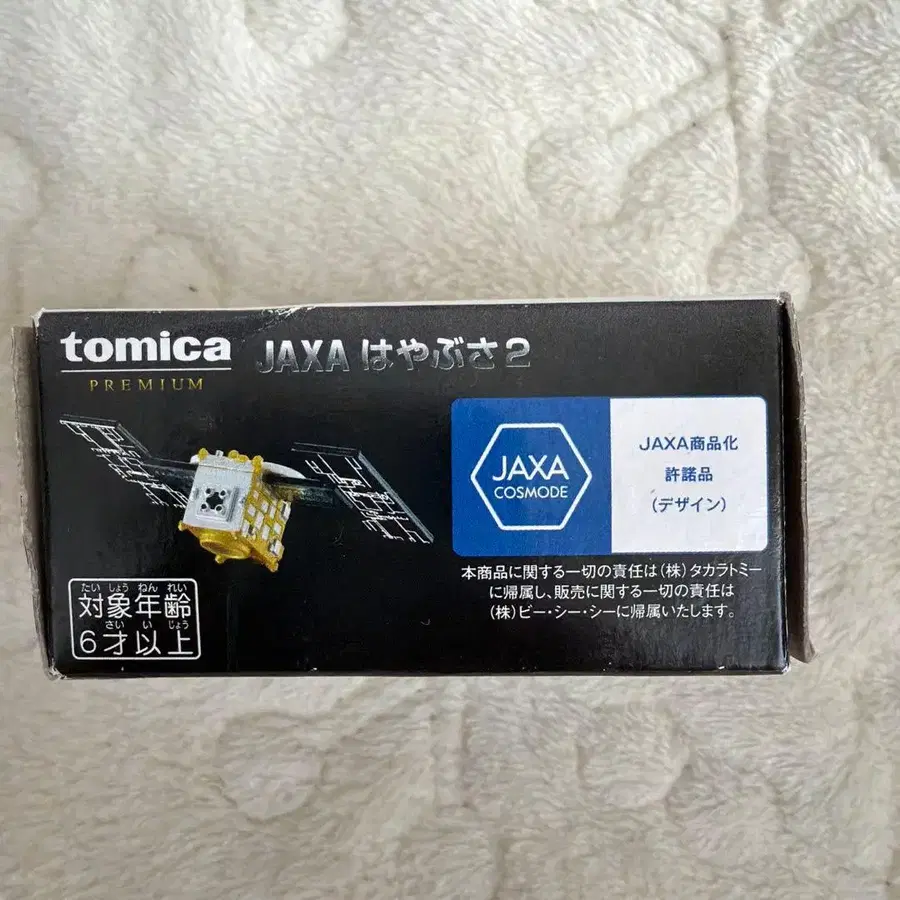 tomica
PREMIUM
JAXA はやぶさ2
JAXA
COSMODE
JAXA商品化
許諾品
(デザイン)
本商品に関する一切の責任は(株)タカラトミー
に帰属し、販売に関する一切の責任は
(株)ビー・シー・シーに帰属いたします。
たいしょうねんれい
対象年齢
さいいじょう
6才以上